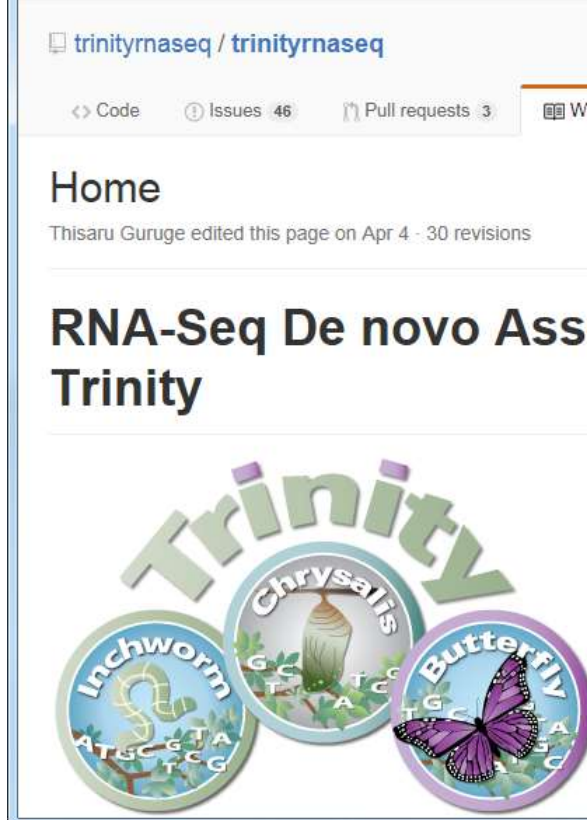 trinityrnaseq / trinityrnaseq
<> Code Issues 46 Pull requests 3 W
Home
Thisaru Guruge edited this page on Apr 4 · 30 revisions
RNA-Seq De novo Ass
Trinity
Trinity
Chrysalis
Inchworm
Butterfly
G C T A T C G
A T G C G T A
T C G
T G C A T G C